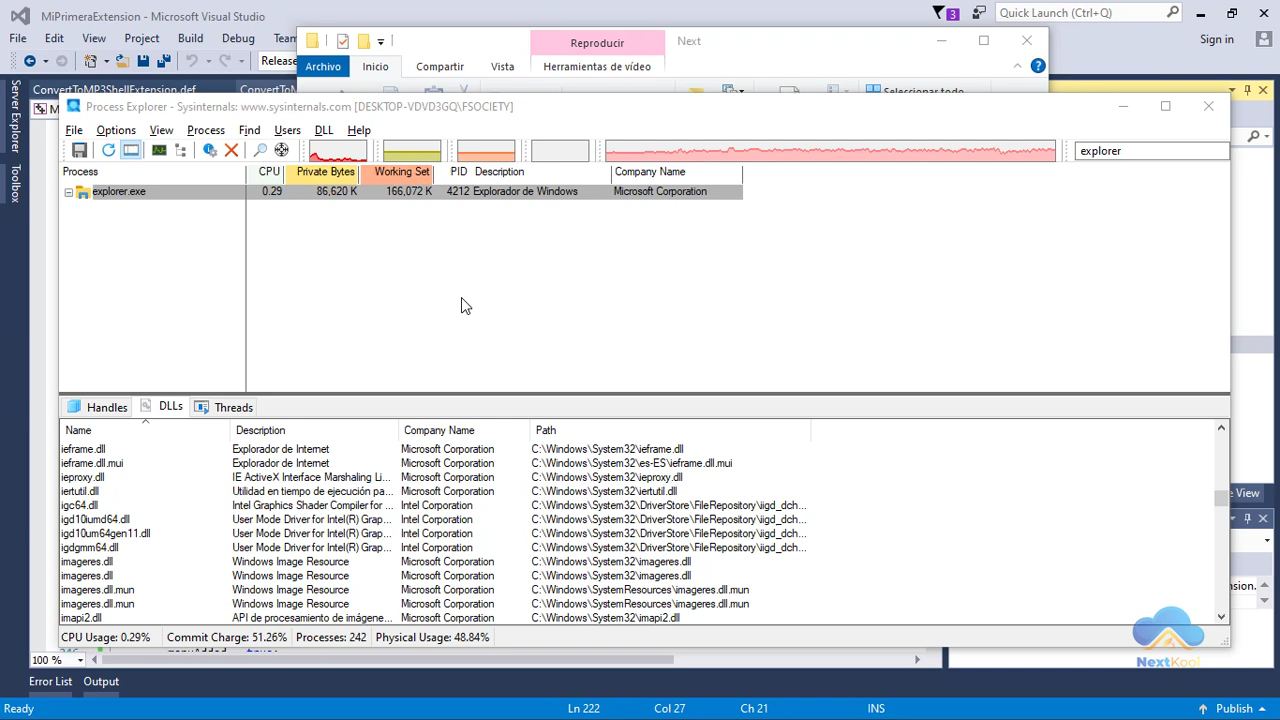 MiPrimeraExtension - Microsoft Visual Studio
3
Quick Launch (Ctrl+Q)
File Edit View Project Build Debug Team
Reproducir
Next
Sign in
Archivo Inicio Compartir Vista Herramientas de vídeo
Release
ConvertToMP3ShellExtension.def
Seleccionar todo
Server Explorer
Toolbox
Process Explorer - Sysinternals: www.sysinternals.com [DESKTOP-VDVD3GQ\FSOCIETY]
File Options View Process Find Users DLL Help
explorer
Process CPU Private Bytes Working Set PID Description Company Name
explorer.exe 0.29 86,620 K 166,072 K 4212 Explorador de Windows Microsoft Corporation
Handles DLLs Threads
Name Description Company Name Path
ieframe.dll Explorador de Internet Microsoft Corporation C:\Windows\System32\ieframe.dll
ieframe.dll.mui Explorador de Internet Microsoft Corporation C:\Windows\System32\es-ES\ieframe.dll.mui
ieproxy.dll IE ActiveX Interface Marshaling Li... Microsoft Corporation C:\Windows\System32\ieproxy.dll
iertutil.dll Utilidad en tiempo de ejecución pa... Microsoft Corporation C:\Windows\System32\iertutil.dll
igc64.dll Intel Graphics Shader Compiler for ... Intel Corporation C:\Windows\System32\DriverStore\FileRepository\iigd_dch...
igd10iumd64.dll User Mode Driver for Intel(R) Grap... Intel Corporation C:\Windows\System32\DriverStore\FileRepository\iigd_dch...
igd10um64gen11.dll User Mode Driver for Intel(R) Grap... Intel Corporation C:\Windows\System32\DriverStore\FileRepository\iigd_dch...
igdgmm64.dll User Mode Driver for Intel(R) Grap... Intel Corporation C:\Windows\System32\DriverStore\FileRepository\iigd_dch...
imageres.dll Windows Image Resource Microsoft Corporation C:\Windows\System32\imageres.dll
imageres.dll Windows Image Resource Microsoft Corporation C:\Windows\System32\imageres.dll
imageres.dll.mun Windows Image Resource Microsoft Corporation C:\Windows\SystemResources\imageres.dll.mun
imageres.dll.mun Windows Image Resource Microsoft Corporation C:\Windows\SystemResources\imageres.dll.mun
imapi2.dll API de procesamiento de imágene... Microsoft Corporation C:\Windows\System32\imapi2.dll
CPU Usage: 0.29% Commit Charge: 51.26% Processes: 242 Physical Usage: 48.84%
View
NextKool
100 %
Error List Output
Ready Ln 222 Col 27 Ch 21 INS Publish